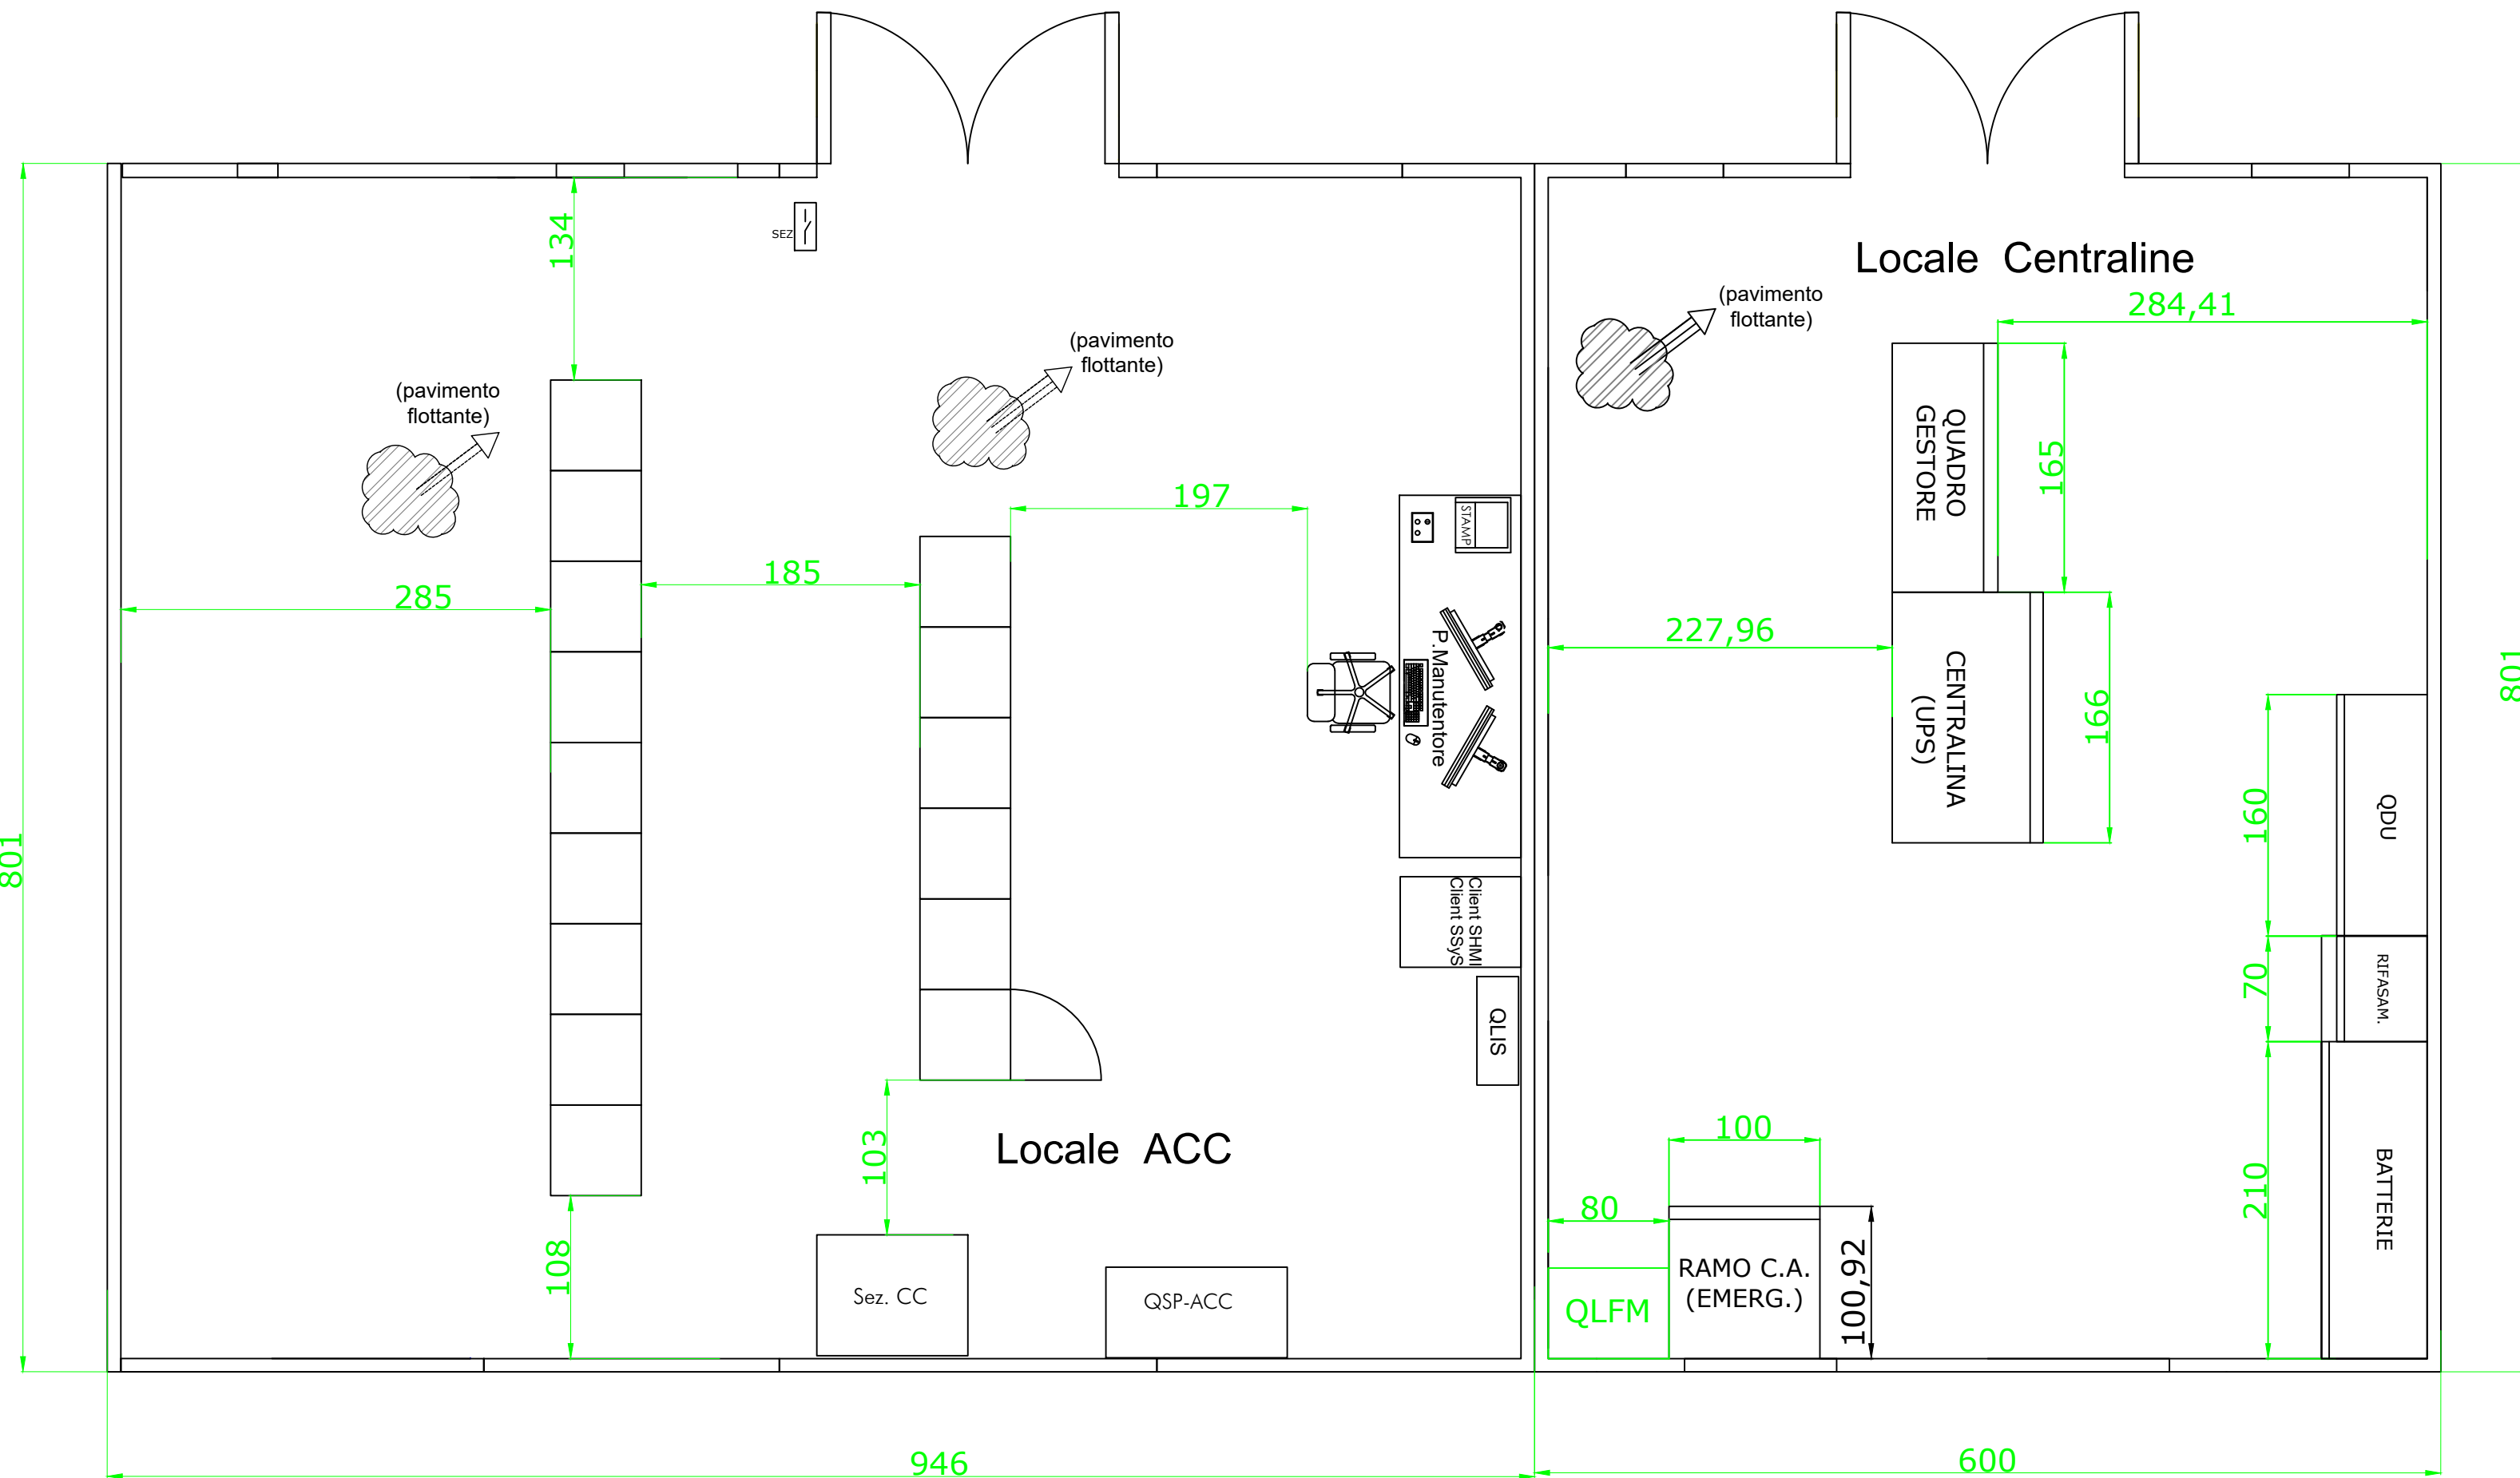 134
SEZ
Locale Centraline
(pavimento
flottante)
284,41
(pavimento
flottante)
(pavimento
flottante)
QUADRO
GESTORE
165
197
STAMP
285
185
P.Manutentore
227,96
CENTRALINA
(UPS)
166
801
801
160
QDU
Client SHMI
Client SSyS
70
RIFASAM.
QLIS
103
Locale ACC
100
80
210
BATTERIE
108
Sez. CC
QSP-ACC
QLFM
RAMO C.A.
(EMERG.)
100,92
946
600